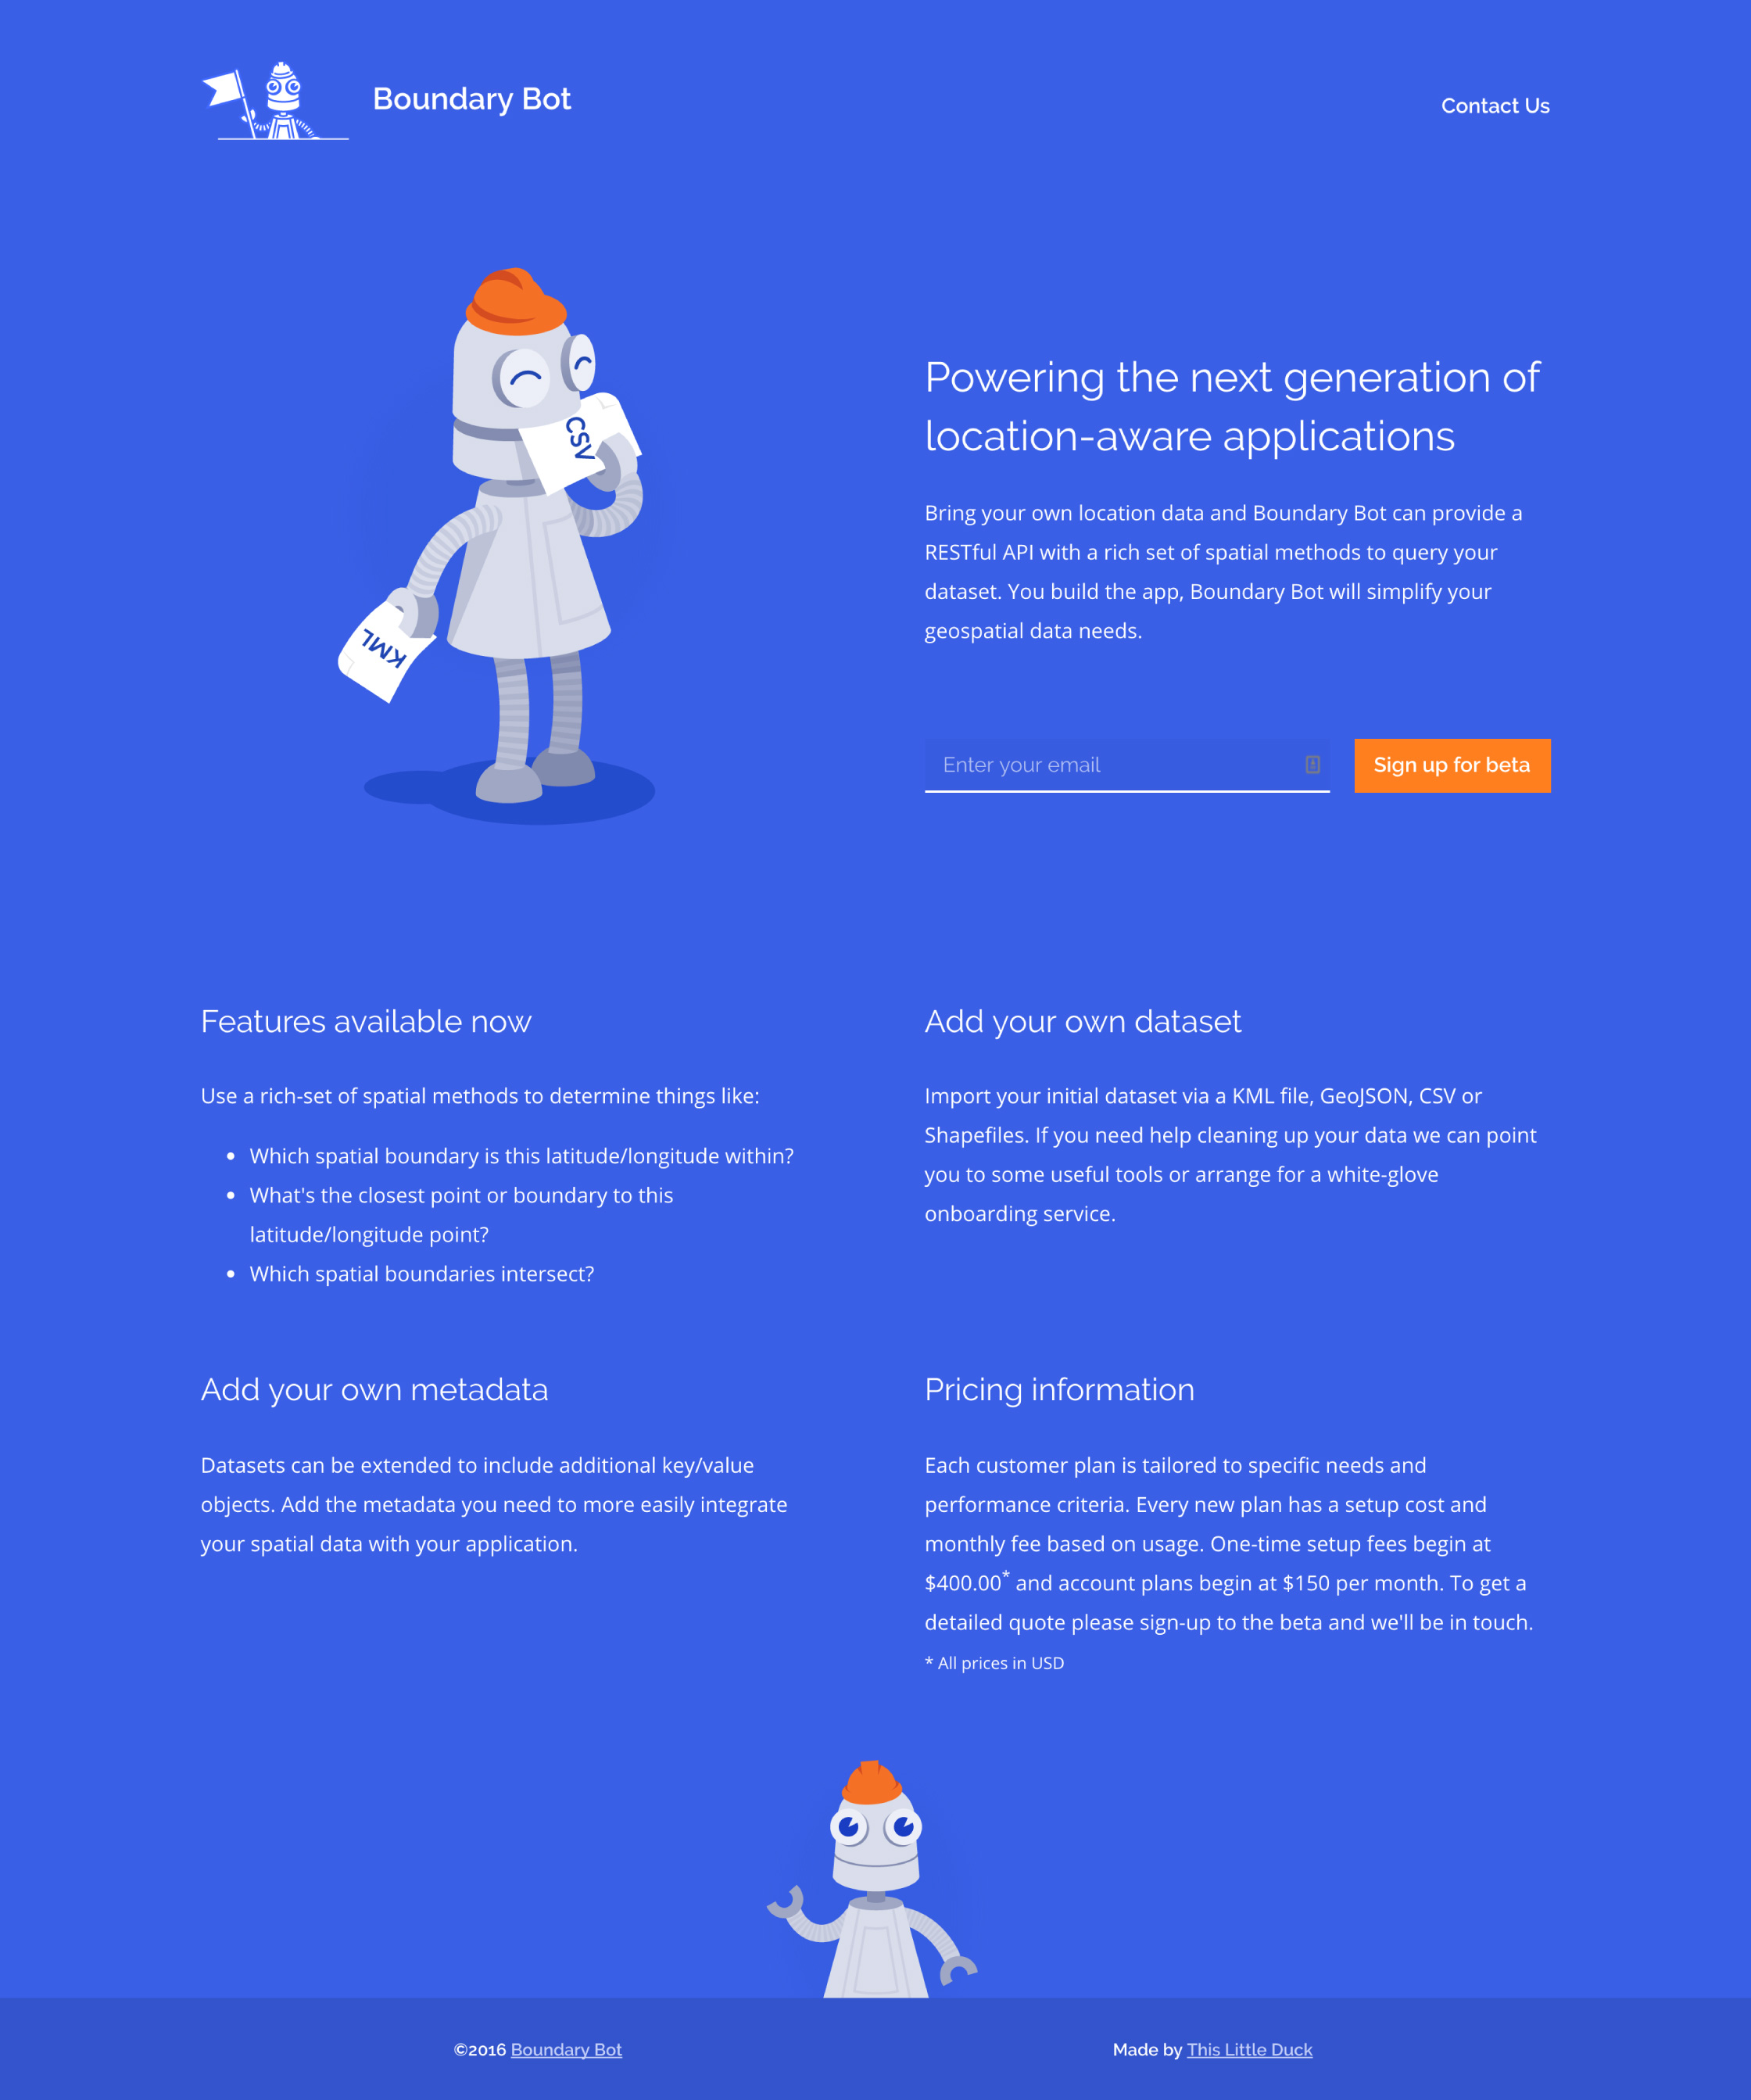 Boundary Bot
Contact Us
CSV
KML
Powering the next generation of
location-aware applications
Bring your own location data and Boundary Bot can provide a
RESTful API with a rich set of spatial methods to query your
dataset. You build the app, Boundary Bot will simplify your
geospatial data needs.
Enter your email
Sign up for beta
Features available now
Use a rich-set of spatial methods to determine things like:
• Which spatial boundary is this latitude/longitude within?
• What's the closest point or boundary to this
latitude/longitude point?
• Which spatial boundaries intersect?
Add your own dataset
Import your initial dataset via a KML file, GeoJSON, CSV or
Shapefiles. If you need help cleaning up your data we can point
you to some useful tools or arrange for a white-glove
onboarding service.
Add your own metadata
Datasets can be extended to include additional key/value
objects. Add the metadata you need to more easily integrate
your spatial data with your application.
Pricing information
Each customer plan is tailored to specific needs and
performance criteria. Every new plan has a setup cost and
monthly fee based on usage. One-time setup fees begin at
$400.00* and account plans begin at $150 per month. To get a
detailed quote please sign-up to the beta and we'll be in touch.
* All prices in USD
©2016 Boundary Bot
Made by This Little Duck